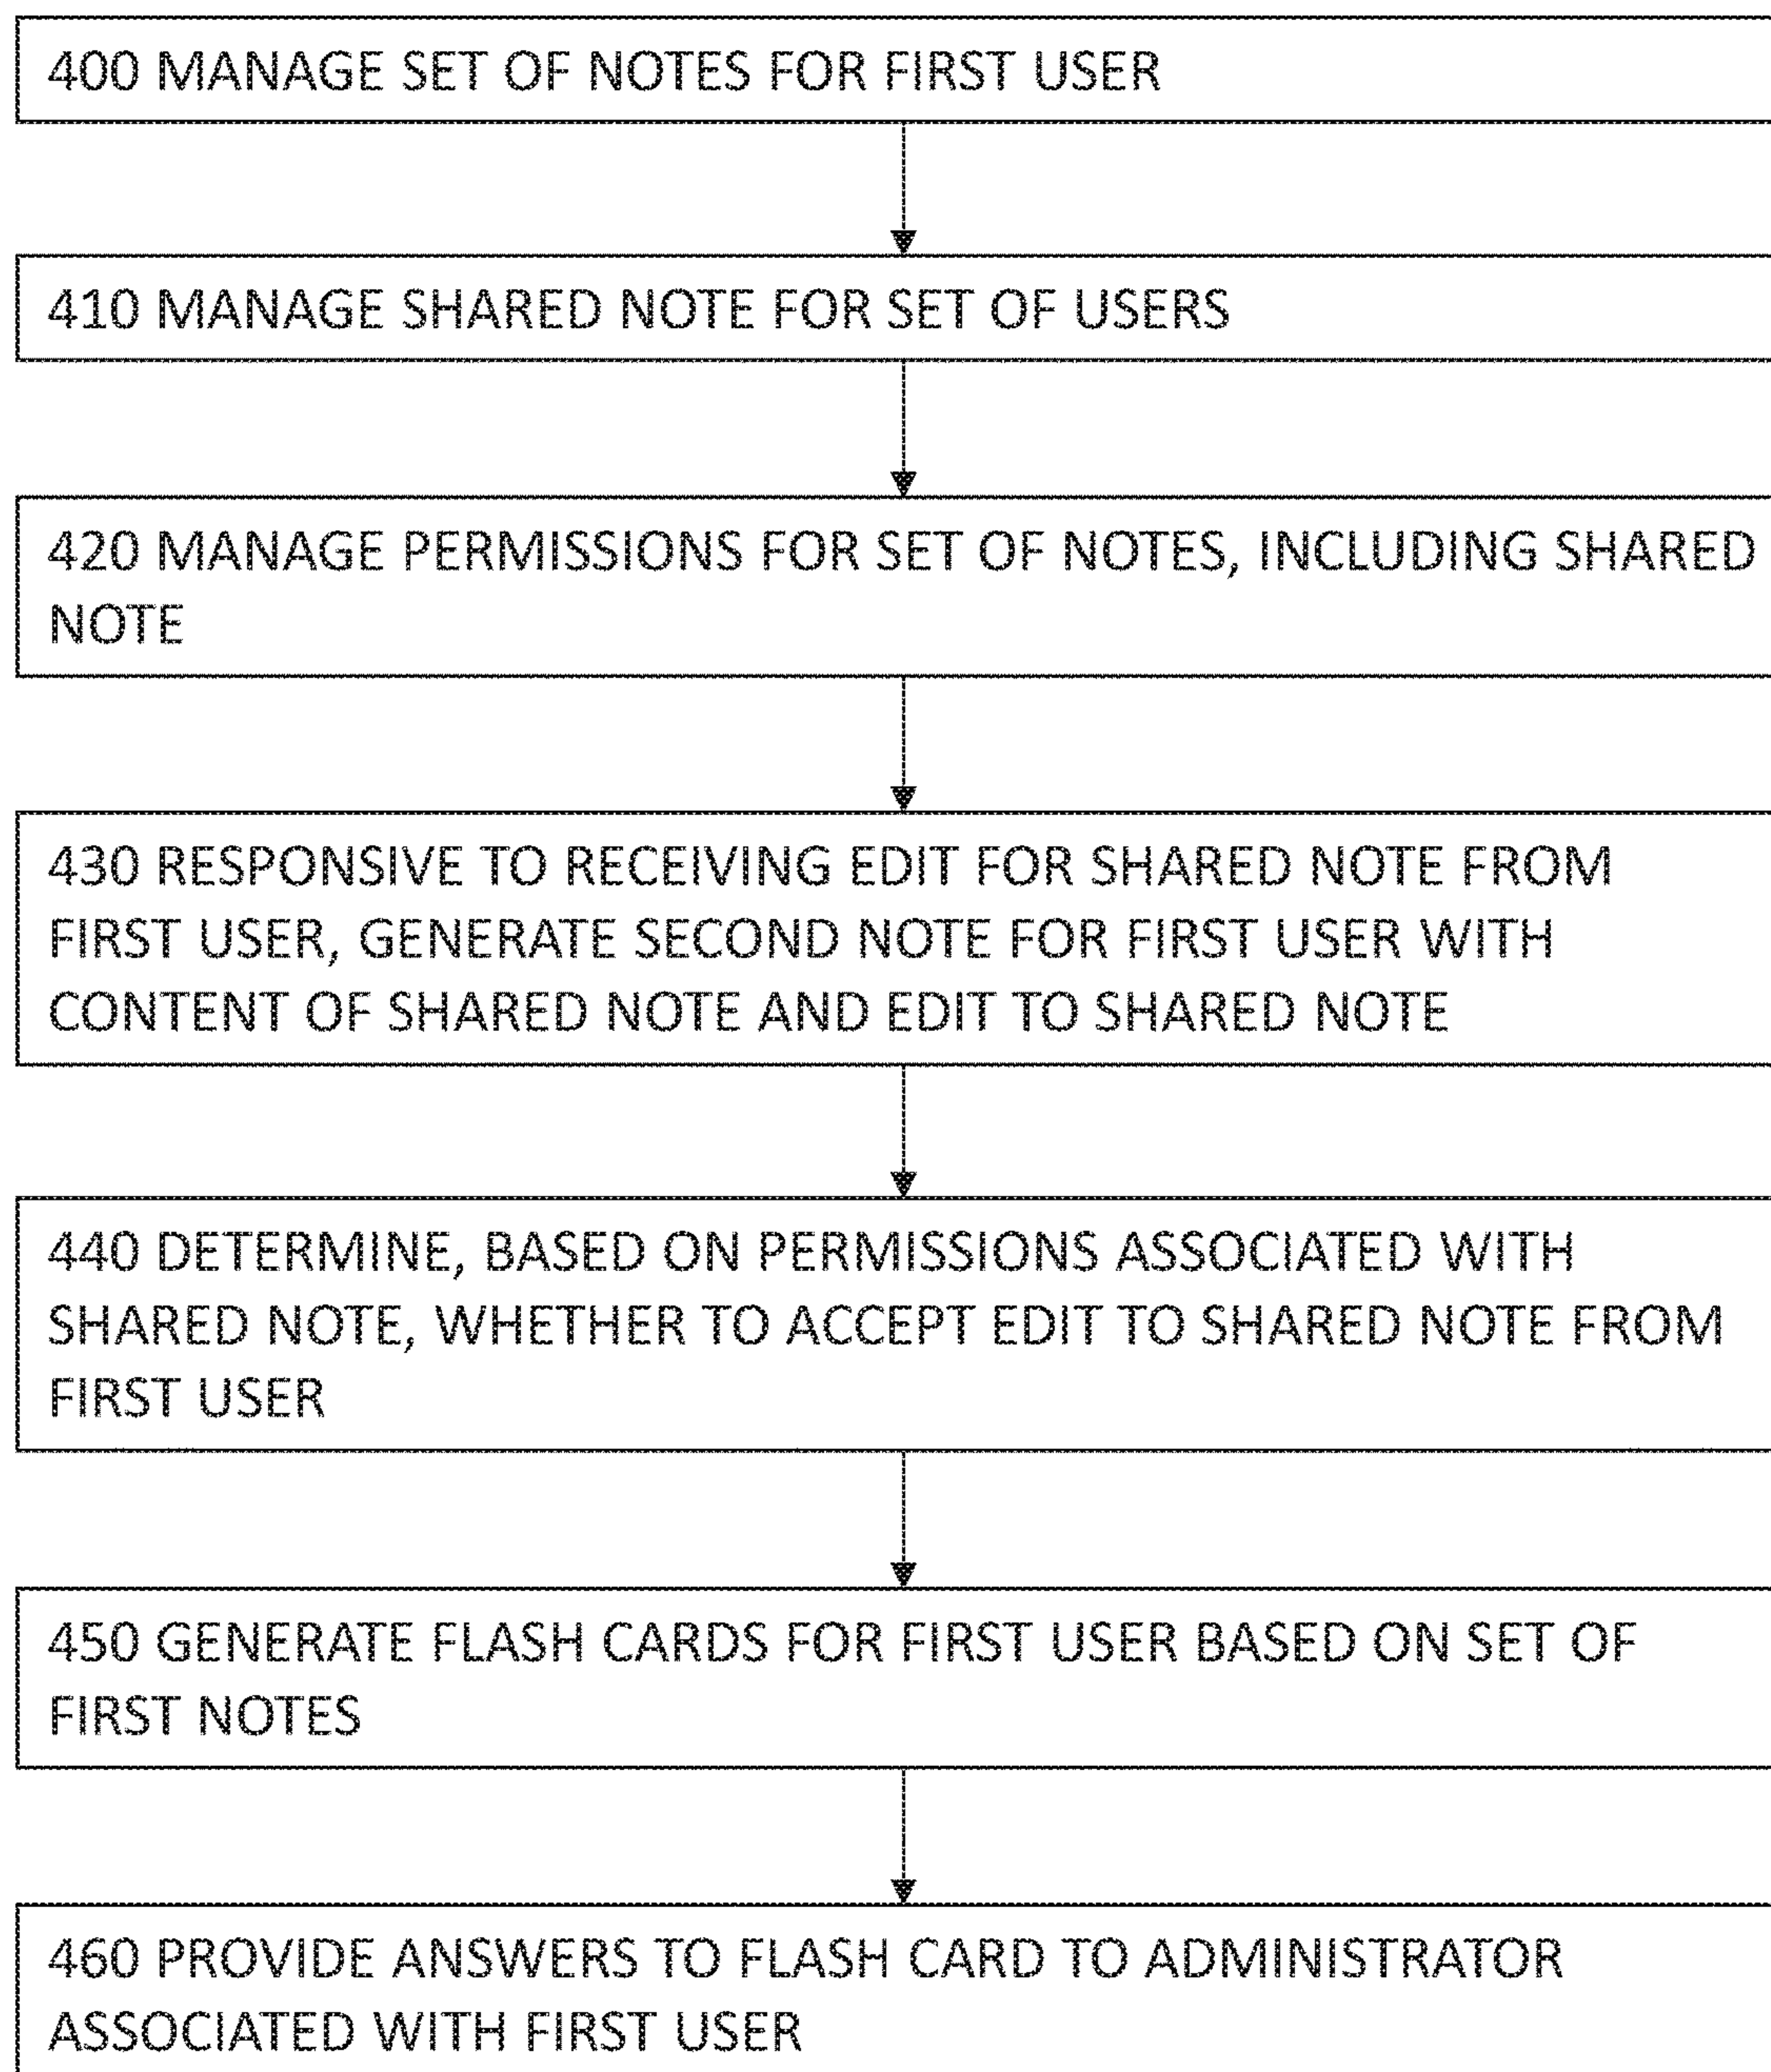 400 MANAGE SET OF NOTES FOR FIRST USER
410 MANAGE SHARED NOTE FOR SET OF USERS
420 MANAGE PERMISSIONS FOR SET OF NOTES, INCLUDING SHARED
NOTE
430 RESPONSIVE TO RECEIVING EDIT FOR SHARED NOTE FROM
FIRST USER, GENERATE SECOND NOTE FOR FIRST USER WITH
CONTENT OF SHARED NOTE AND EDIT TO SHARED NOTE
440 DETERMINE, BASED ON PERMISSIONS ASSOCIATED WITH
SHARED NOTE, WHETHER TO ACCEPT EDIT TO SHARED NOTE FROM
FIRST USER
450 GENERATE FLASH CARDS FOR FIRST USER BASED ON SET OF
FIRST NOTES
460 PROVIDE ANSWERS TO FLASH CARD TO ADMINISTRATOR
ASSOCIATED WITH FIRST USER